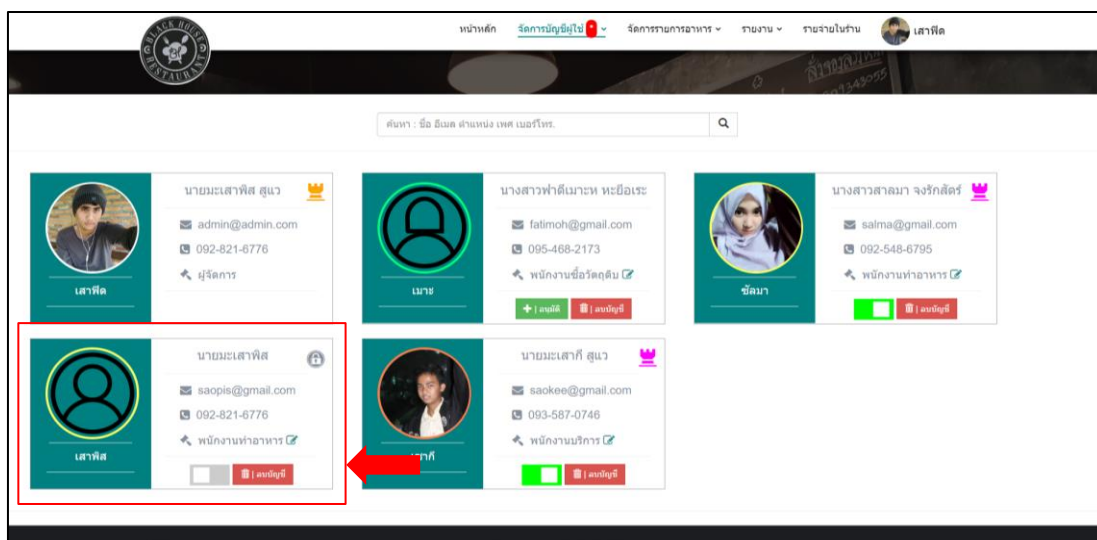 BLACK HOUSE
BH
RESTAURANT
หน้าหลัก จัดการบัญชีผู้ใช้ * จัดการรายการอาหาร รายงาน รายจ่ายในร้าน เสาฟีด
ค้นหา : ชื่อ อีเมล ตำแหน่ง เพศ เบอร์โทร.
นายมะเสาพิส สูแว
admin@admin.com
092-821-6776
ผู้จัดการ
เสาฟีด
นางสาวฟาตีเมาะห หะยีอเระ
fatimoh@gmail.com
095-468-2173
พนักงานซื้อวัตถุดิบ
เมาะ
+ | อนุมัติ | ลบบัญชี
นางสาวสาลมา จงรักสัตร์
salma@gmail.com
092-548-6795
พนักงานทำอาหาร
ซัลมา
| ลบบัญชี
นายมะเสาพิส
saopis@gmail.com
092-821-6776
พนักงานทำอาหาร
เสาพิส
| ลบบัญชี
นายมะเสากี สูแว
saokee@gmail.com
093-587-0746
พนักงานบริการ
| ลบบัญชี